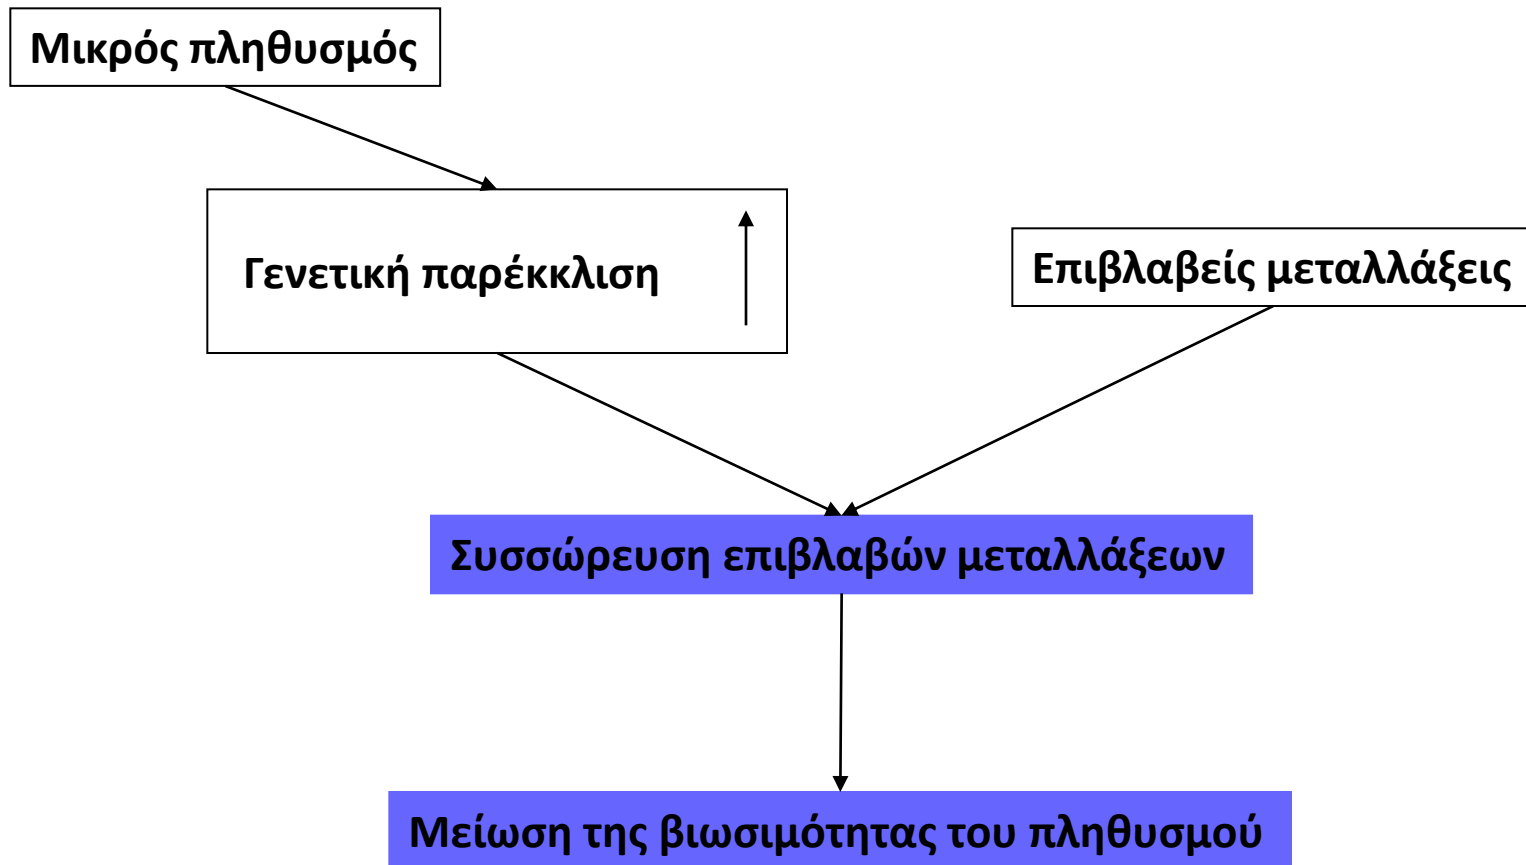 Μικρός πληθυσμός
Γενετική παρέκκλιση
Επιβλαβείς μεταλλάξεις
Συσσώρευση επιβλαβών μεταλλάξεων
Μείωση της βιωσιμότητας του πληθυσμού